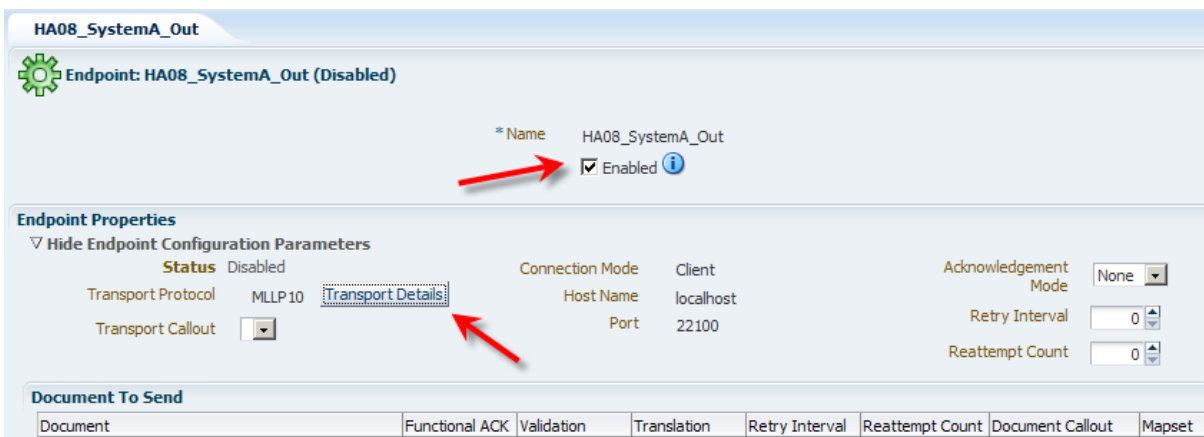 HA08_SystemA_Out
Endpoint: HA08_SystemA_Out (Disabled)
* Name HA08_SystemA_Out
Enabled
Endpoint Properties
Hide Endpoint Configuration Parameters
Status Disabled Connection Mode Client Acknowledgement Mode None
Transport Protocol MLLP10 Transport Details Host Name localhost Retry Interval 0
Transport Callout Port 22100 Reattempt Count 0
Document To Send
Document Functional ACK Validation Translation Retry Interval Reattempt Count Document Callout Mapset